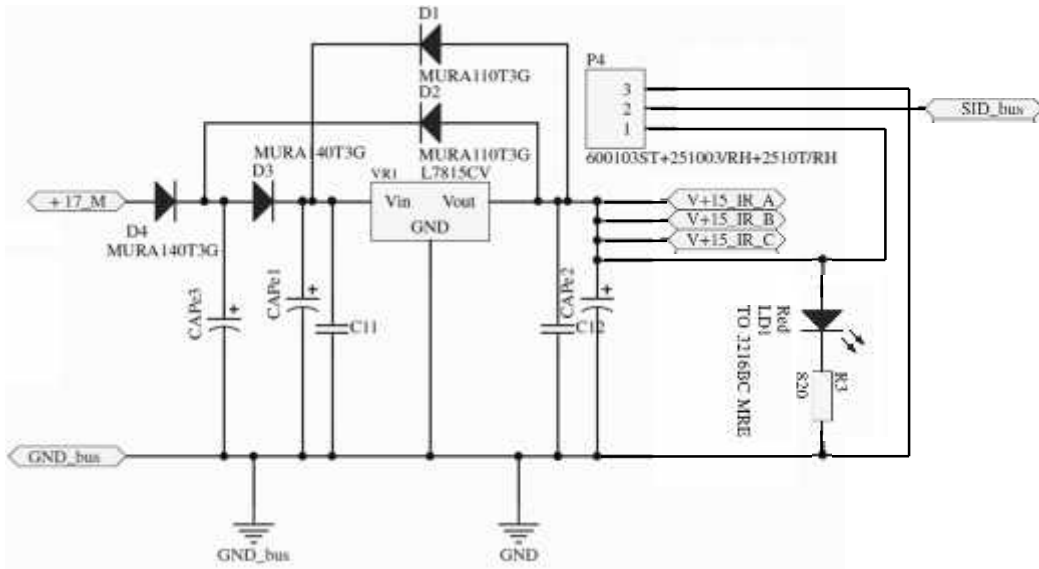 D1
MURA110T3G
D2
MURA110T3G
P4
3
2
1
600103ST+251003/RH+2510T/RH
SID_bus
MURA140T3G
D3
VR1
L7815CV
Vin
Vout
GND
+17_M
D4
MURA140T3G
V+15_IR_A
V+15_IR_B
V+15_IR_C
CAPe3
+
CAPe1
+
C11
CAPe2
+
C12
Red
LD1
TO 3216BC MRE
R3
820
GND_bus
GND_bus
GND